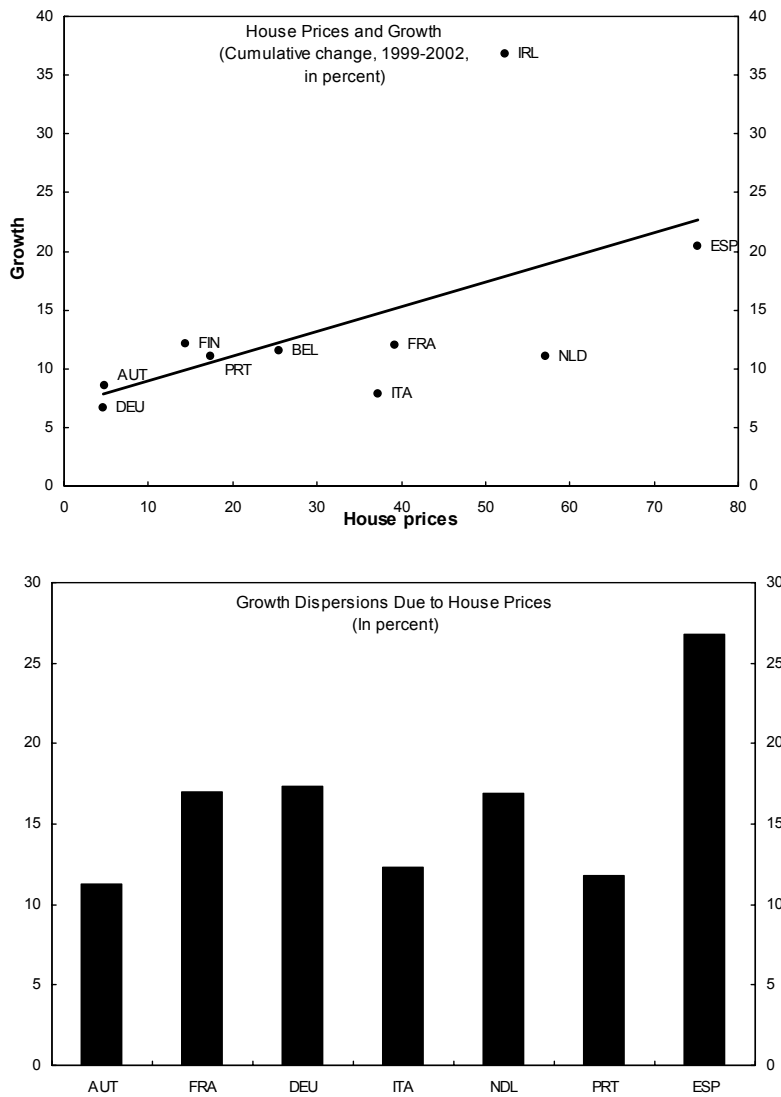 House Prices and Growth
(Cumulative change, 1999-2002,
in percent)
Growth
40
35
30
25
20
15
10
5
0
40
35
30
25
20
15
10
5
0
IRL
ESP
FIN
PRT
BEL
FRA
NLD
AUT
ITA
DEU
0 10 20 30 40 50 60 70 80
House prices
Growth Dispersions Due to House Prices
(In percent)
30
25
20
15
10
5
0
30
25
20
15
10
5
0
AUT FRA DEU ITA NDL PRT ESP